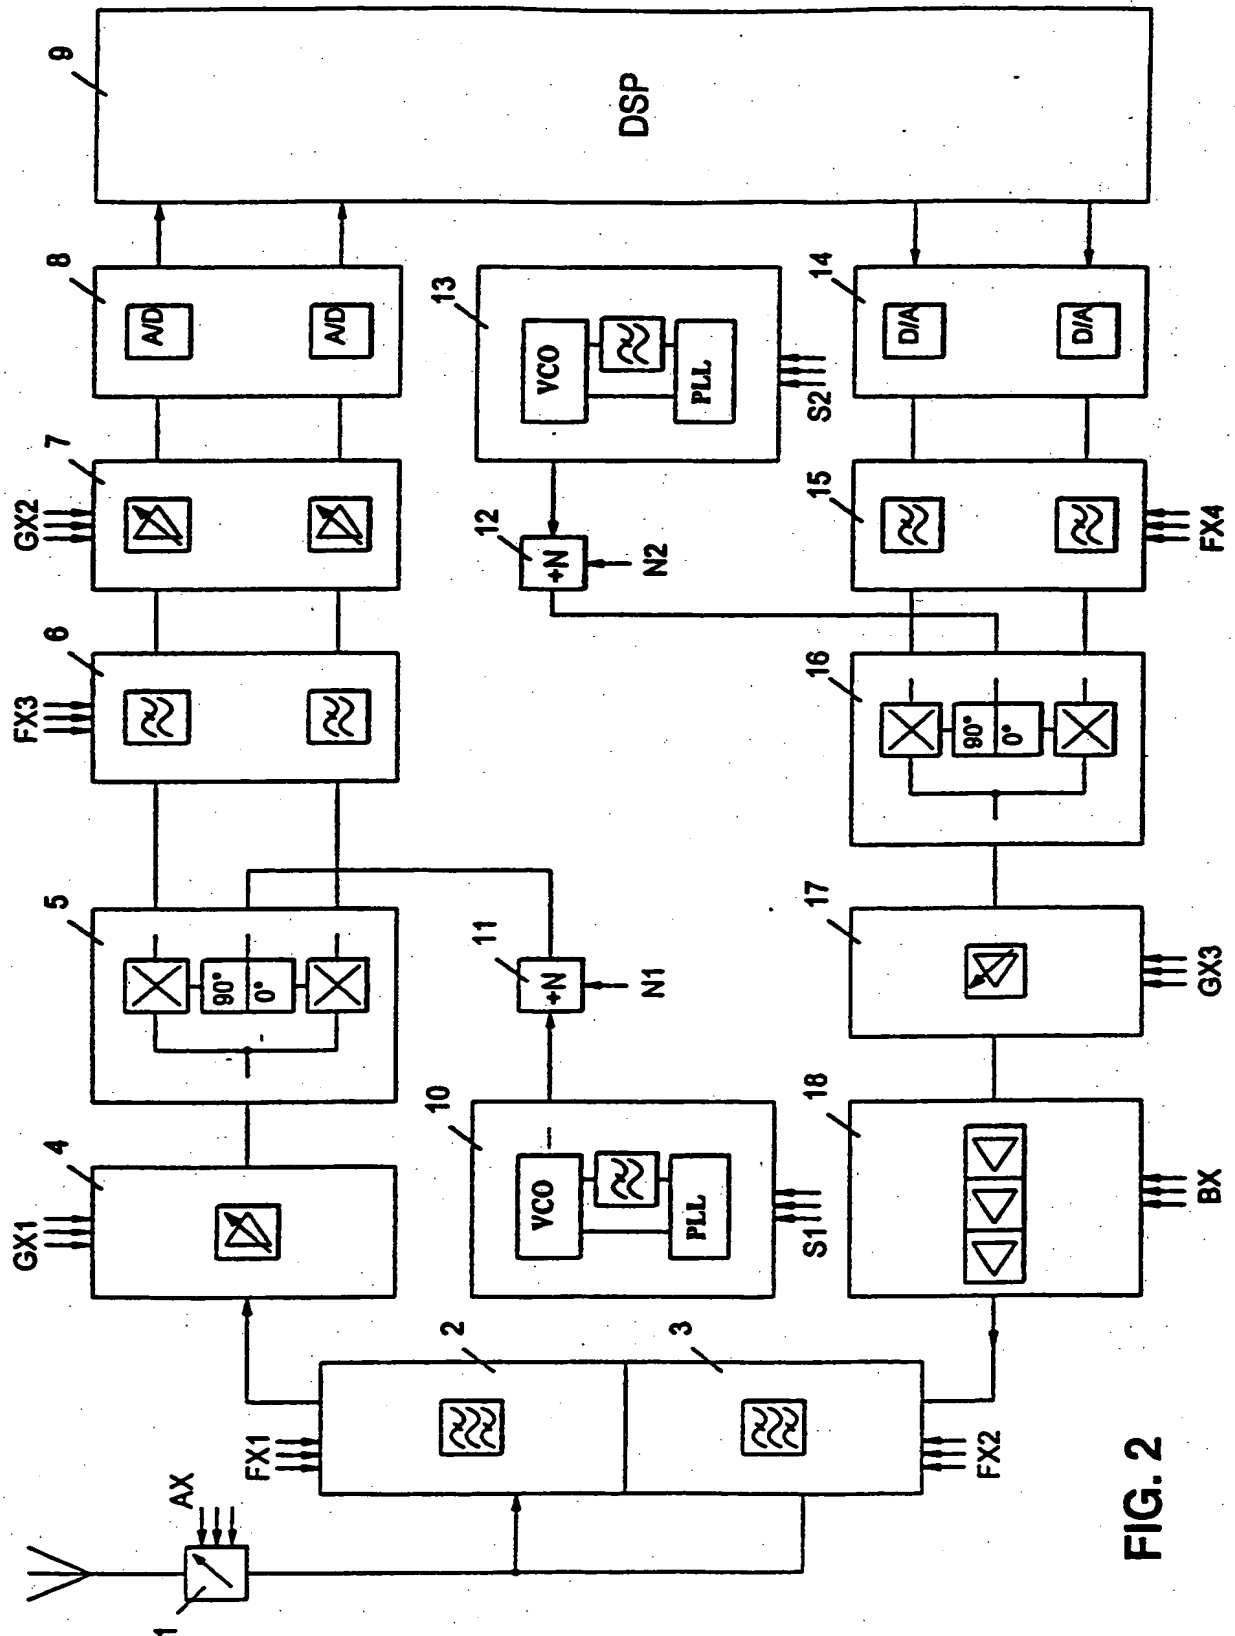 9
DSP
8
A/D
A/D
13
VCO
PLL
S2
14
D/A
D/A
7
GX2
12
+N
N2
15
FX4
6
FX3
16
90°
0°
5
90°
0°
11
+N
N1
17
GX3
4
GX1
10
VCO
PLL
S1
18
BX
2
3
FX1
FX2
AX
1
FIG. 2